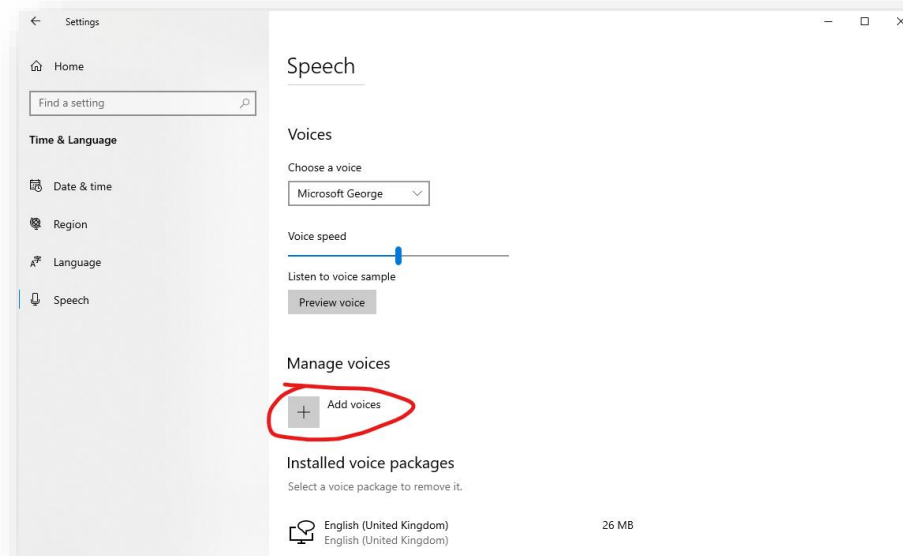 Settings
Home
Find a setting
Time & Language
Date & time
Region
Language
Speech
Speech
Voices
Choose a voice
Microsoft George
Voice speed
Listen to voice sample
Preview voice
Manage voices
Add voices
Installed voice packages
Select a voice package to remove it.
English (United Kingdom) 26 MB
English (United Kingdom)